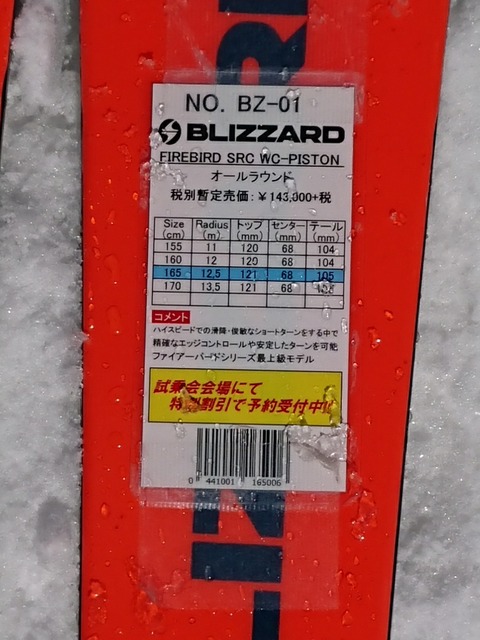 NO. BZ-01
BLIZZARD
FIREBIRD SRC WC-PISTON
オールラウンド
税別暫定売価：￥143,000+税
Size (cm) Radius (m) トップ (mm) センター (mm) テール (mm)
155 11 120 68 104
160 12 120 68 104
165 12.5 121 68 105
170 13.5 121 68
コメント
ハイスピードでの滑降・俊敏なショートターンをする中で
精確なエッジコントロールや安定したターンを可能
ファイアーバードシリーズ最上級モデル
試乗会会場にて
特別割引で予約受付中!!
0 441001 165006